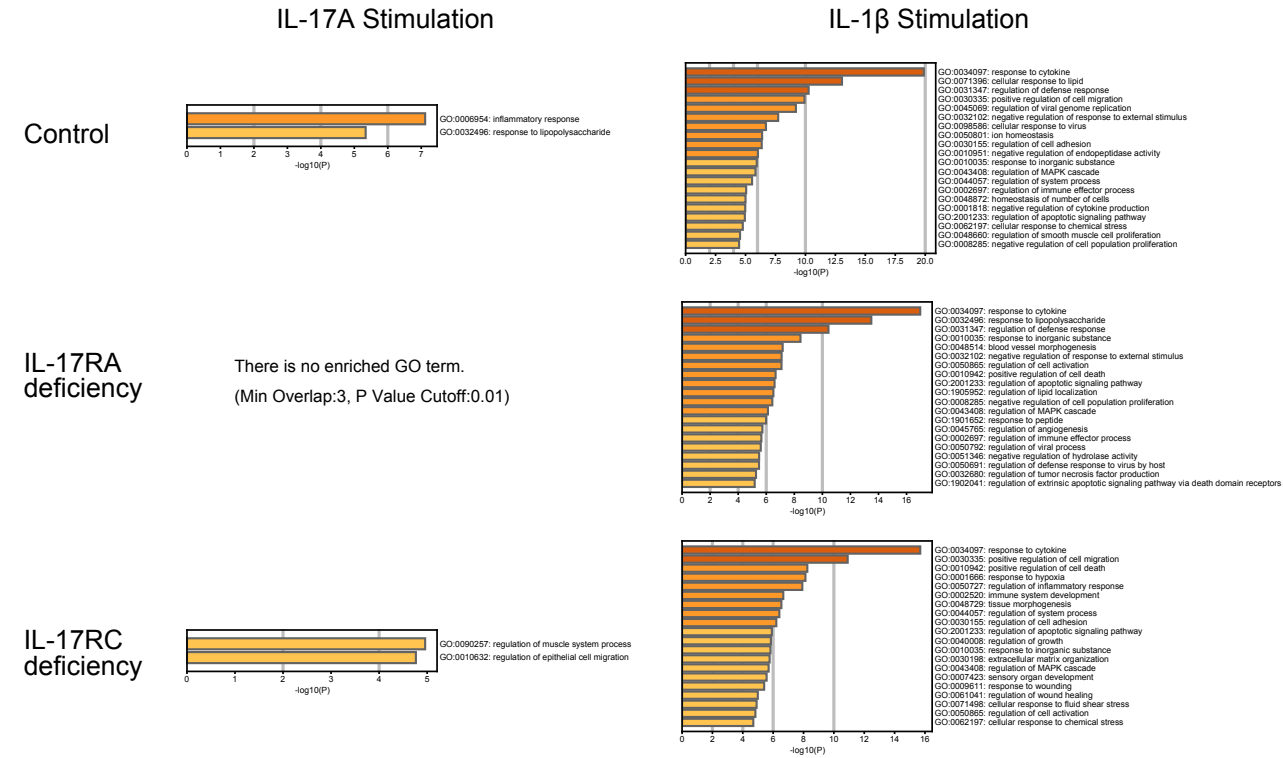 IL-17A Stimulation
IL-1β Stimulation
Control
GO:0006954: inflammatory response
GO:0032496: response to lipopolysaccharide
0 1 2 3 4 5 6 7
-log10(P)
GO:0034097: response to cytokine
GO:0071396: cellular response to lipid
GO:0031347: regulation of defense response
GO:0030335: positive regulation of cell migration
GO:0045069: regulation of viral genome replication
GO:0032102: negative regulation of response to external stimulus
GO:0098586: cellular response to virus
GO:0050801: ion homeostasis
GO:0030155: regulation of cell adhesion
GO:0010951: negative regulation of endopeptidase activity
GO:0010035: response to inorganic substance
GO:0043408: regulation of MAPK cascade
GO:0044057: regulation of system process
GO:0002697: regulation of immune effector process
GO:0048872: homeostasis of number of cells
GO:0001818: negative regulation of cytokine production
GO:2001233: regulation of apoptotic signaling pathway
GO:0062197: cellular response to chemical stress
GO:0048660: regulation of smooth muscle cell proliferation
GO:0008285: negative regulation of cell population proliferation
0.0 2.5 5.0 7.5 10.0 12.5 15.0 17.5 20.0
-log10(P)
IL-17RA
deficiency
There is no enriched GO term.
(Min Overlap:3, P Value Cutoff:0.01)
GO:0034097: response to cytokine
GO:0032496: response to lipopolysaccharide
GO:0031347: regulation of defense response
GO:0010035: response to inorganic substance
GO:0048514: blood vessel morphogenesis
GO:0032102: negative regulation of response to external stimulus
GO:0050865: regulation of cell activation
GO:0010942: positive regulation of cell death
GO:2001233: regulation of apoptotic signaling pathway
GO:1905952: regulation of lipid localization
GO:0008285: negative regulation of cell population proliferation
GO:0043408: regulation of MAPK cascade
GO:1901652: response to peptide
GO:0045765: regulation of angiogenesis
GO:0002697: regulation of immune effector process
GO:0050792: regulation of viral process
GO:0051346: negative regulation of hydrolase activity
GO:0050691: regulation of defense response to virus by host
GO:0032680: regulation of tumor necrosis factor production
GO:1902041: regulation of extrinsic apoptotic signaling pathway via death domain receptors
0 2 4 6 8 10 12 14 16
-log10(P)
IL-17RC
deficiency
GO:0090257: regulation of muscle system process
GO:0010632: regulation of epithelial cell migration
0 1 2 3 4 5
-log10(P)
GO:0034097: response to cytokine
GO:0030335: positive regulation of cell migration
GO:0010942: positive regulation of cell death
GO:0001666: response to hypoxia
GO:0050727: regulation of inflammatory response
GO:0002520: immune system development
GO:0048729: tissue morphogenesis
GO:0044057: regulation of system process
GO:0030155: regulation of cell adhesion
GO:2001233: regulation of apoptotic signaling pathway
GO:0040008: regulation of growth
GO:0010035: response to inorganic substance
GO:0030198: extracellular matrix organization
GO:0043408: regulation of MAPK cascade
GO:0007423: sensory organ development
GO:0009611: response to wounding
GO:0061041: regulation of wound healing
GO:0071498: cellular response to fluid shear stress
GO:0050865: regulation of cell activation
GO:0062197: cellular response to chemical stress
0 2 4 6 8 10 12 14 16
-log10(P)